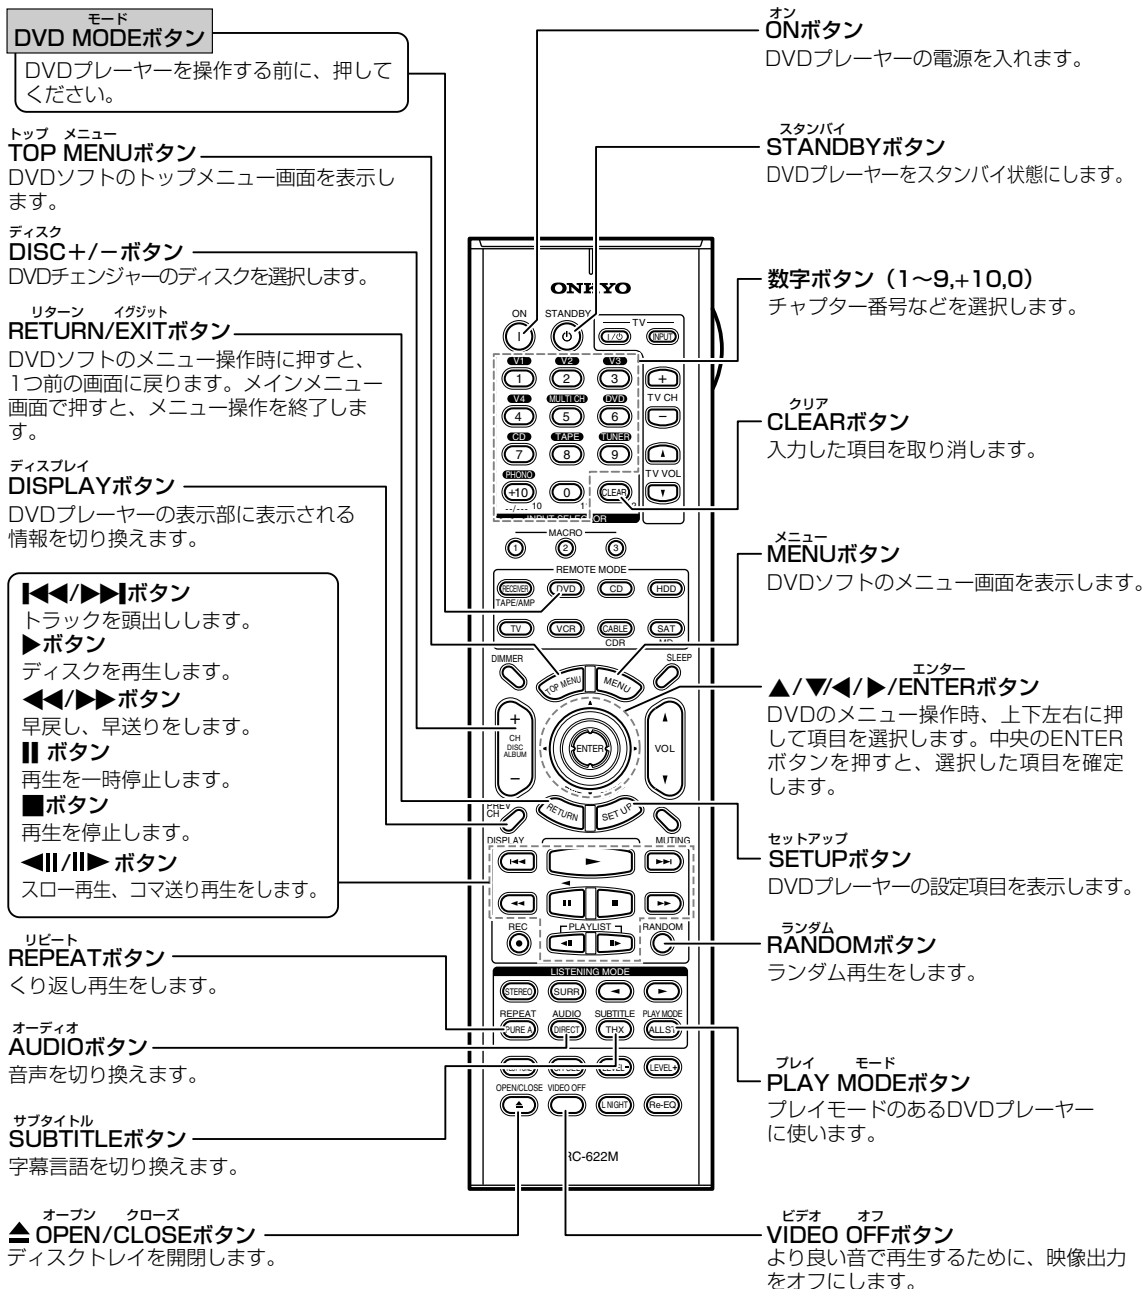 モード
DVD MODEボタン
DVDプレーヤーを操作する前に、押して
ください。
トップ メニュー
TOP MENUボタン
DVDソフトのトップメニュー画面を表示し
ます。
ディスク
DISC+/−ボタン
DVDチェンジャーのディスクを選択します。
リターン イグジット
RETURN/EXITボタン
DVDソフトのメニュー操作時に押すと、
1つ前の画面に戻ります。メインメニュー
画面で押すと、メニュー操作を終了しま
す。
ディスプレイ
DISPLAYボタン
DVDプレーヤーの表示部に表示される
情報を切り換えます。
|◀◀/▶▶|ボタン
トラックを頭出しします。
▶ボタン
ディスクを再生します。
◀◀/▶▶ボタン
早戻し、早送りをします。
II ボタン
再生を一時停止します。
■ボタン
再生を停止します。
◀II/II▶ ボタン
スロー再生、コマ送り再生をします。
リピート
REPEATボタン
くり返し再生をします。
オーディオ
AUDIOボタン
音声を切り換えます。
サブタイトル
SUBTITLEボタン
字幕言語を切り換えます。
オープン クローズ
⏏ OPEN/CLOSEボタン
ディスクトレイを開閉します。
ONKYO
ON STANDBY TV
I I/⏻ INPUT
V1 V2 V3
1 2 3 +
TV CH
V4 MULTI CH DVD
4 5 6 −
CD TAPE TUNER
7 8 9
TV VOL
PHONO
+10 0 CLEAR
--/--- 10
MACRO
1 2 3
REMOTE MODE
RECEIVER DVD CD HDD
TAPE/AMP
TV VCR CABLE SAT
CDR
DIMMER SLEEP
TOP MENU MENU
+
CH
DISC
ALBUM
−
ENTER
VOL
PREV
CH
RETURN SETUP
DISPLAY MUTING
REC PLAYLIST RANDOM
LISTENING MODE
STEREO SURR
REPEAT AUDIO SUBTITLE PLAY MODE
PURE A DIRECT THX ALL ST
LEVEL- LEVEL+
OPEN/CLOSE VIDEO OFF
L NIGHT Re-EQ
RC-622M
オン
ONボタン
DVDプレーヤーの電源を入れます。
スタンバイ
STANDBYボタン
DVDプレーヤーをスタンバイ状態にします。
数字ボタン（1〜9,+10,0）
チャプター番号などを選択します。
クリア
CLEARボタン
入力した項目を取り消します。
メニュー
MENUボタン
DVDソフトのメニュー画面を表示します。
エンター
▲/▼/◀/▶/ENTERボタン
DVDのメニュー操作時、上下左右に押
して項目を選択します。中央のENTER
ボタンを押すと、選択した項目を確定
します。
セットアップ
SETUPボタン
DVDプレーヤーの設定項目を表示します。
ランダム
RANDOMボタン
ランダム再生をします。
プレイ モード
PLAY MODEボタン
プレイモードのあるDVDプレーヤー
に使います。
ビデオ オフ
VIDEO OFFボタン
より良い音で再生するために、映像出力
をオフにします。